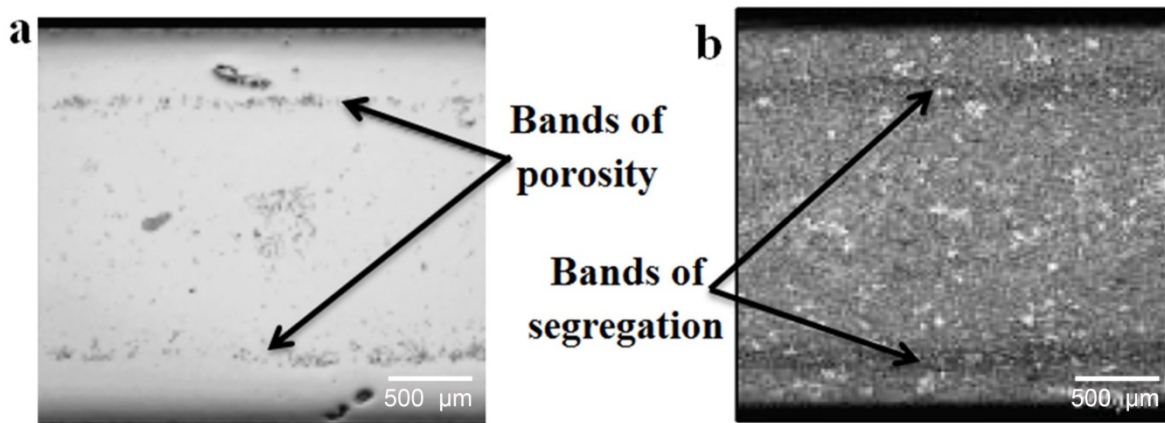 a
b
Bands of
porosity
Bands of
segregation
500 μm
500 μm